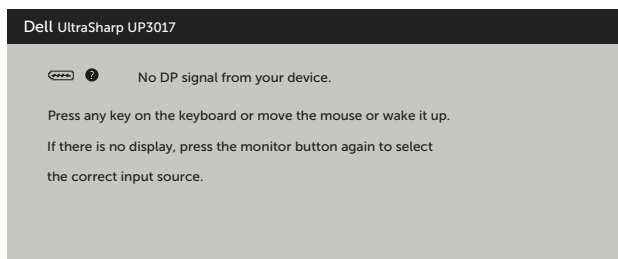 Dell UltraSharp UP3017
? No DP signal from your device.
Press any key on the keyboard or move the mouse or wake it up.
If there is no display, press the monitor button again to select
the correct input source.